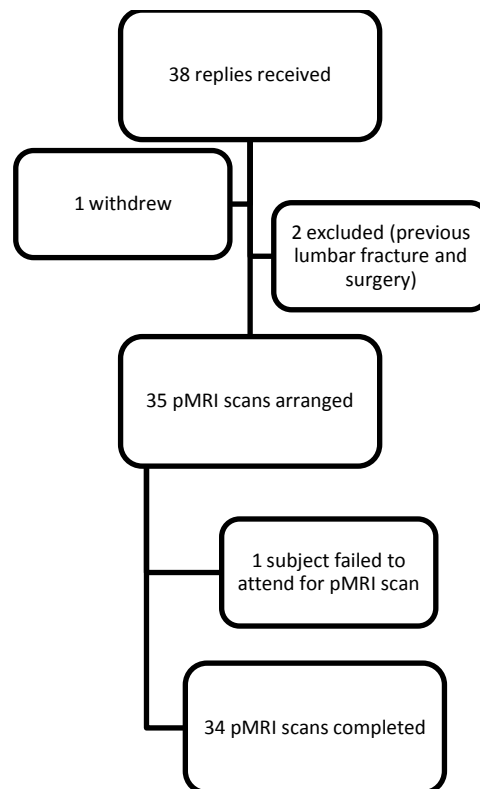 38 replies received
1 withdrew
2 excluded (previous
lumbar fracture and
surgery)
35 pMRI scans arranged
1 subject failed to
attend for pMRI scan
34 pMRI scans completed